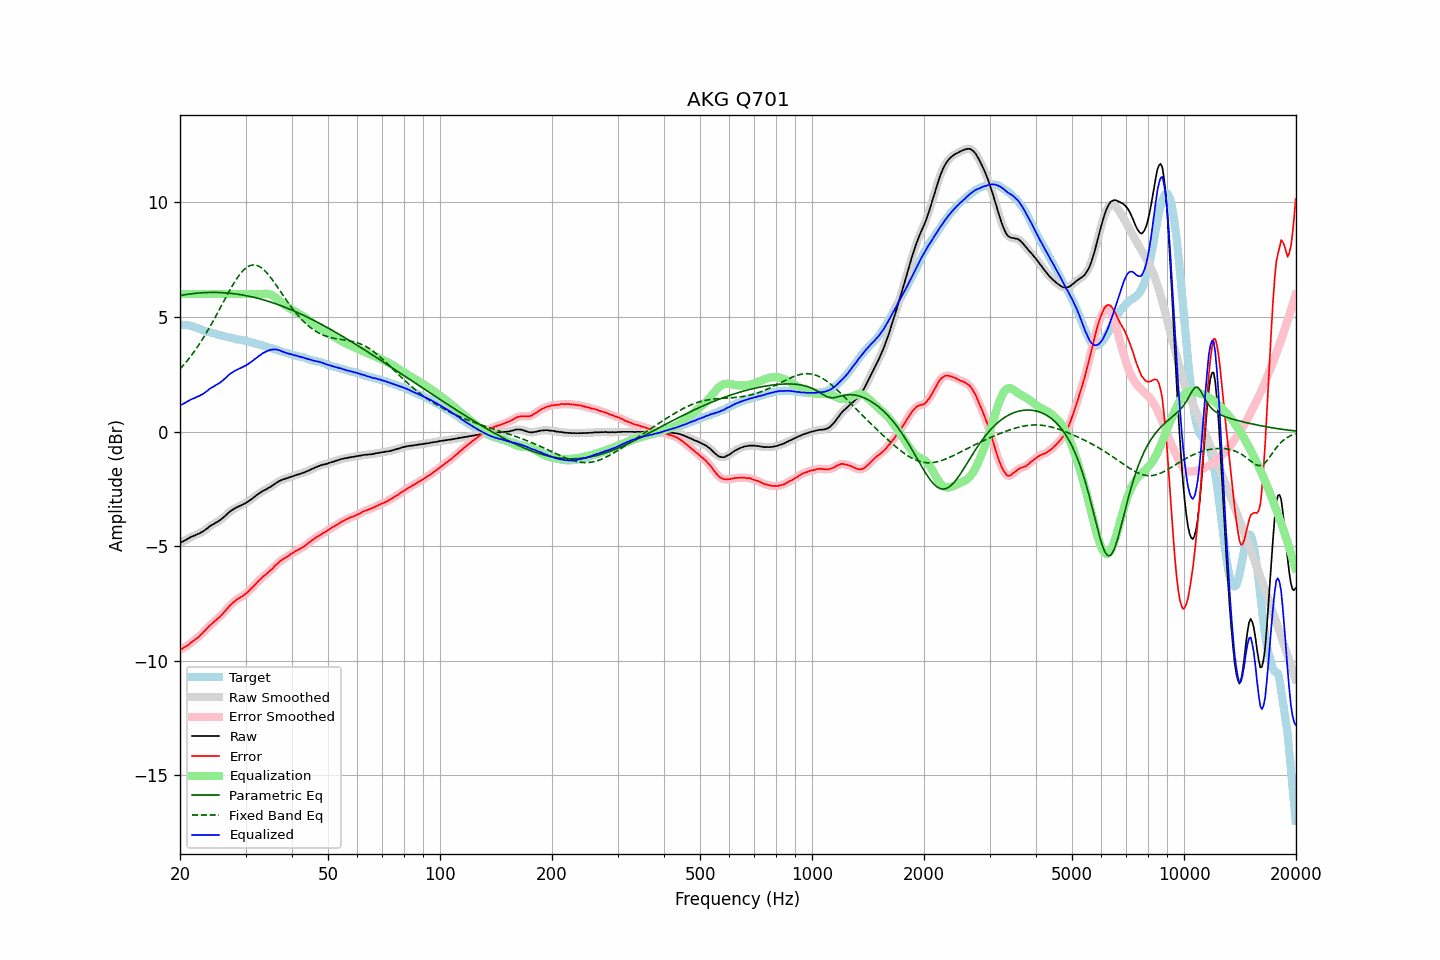 AKG Q701
Amplitude (dBr)
10
5
0
−5
−10
−15
Target
Raw Smoothed
Error Smoothed
Raw
Error
Equalization
Parametric Eq
Fixed Band Eq
Equalized
20 50 100 200 500 1000 2000 5000 10000 20000
Frequency (Hz)